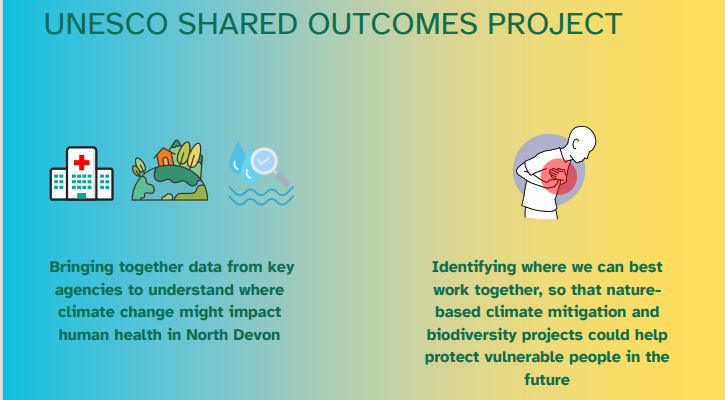 UNESCO SHARED OUTCOMES PROJECT
Bringing together data from key
agencies to understand where
climate change might impact
human health in North Devon
Identifying where we can best
work together, so that nature-
based climate mitigation and
biodiversity projects could help
protect vulnerable people in the
future